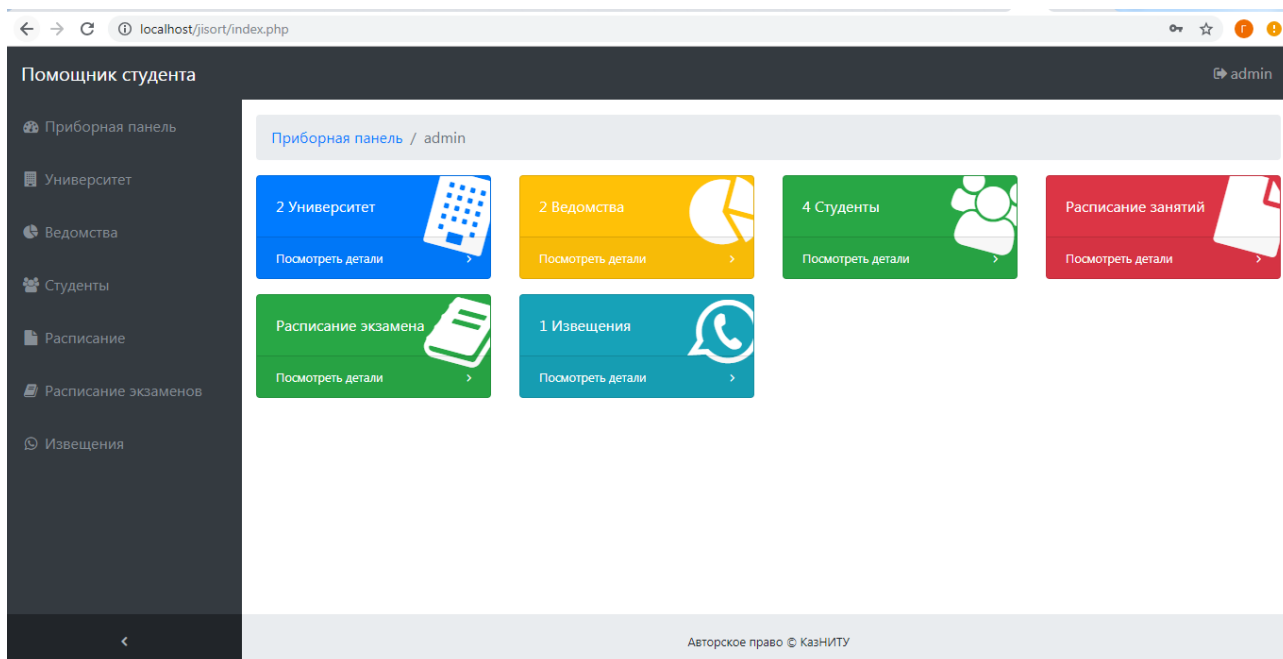 localhost/jisort/index.php
Помощник студента
admin
Приборная панель
Университет
Ведомства
Студенты
Расписание
Расписание экзаменов
Извещения
Приборная панель / admin
2 Университет
Посмотреть детали
2 Ведомства
Посмотреть детали
4 Студенты
Посмотреть детали
Расписание занятий
Посмотреть детали
Расписание экзамена
Посмотреть детали
1 Извещения
Посмотреть детали
Авторское право © КазНИТУ